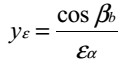 yε = cos βb / εα